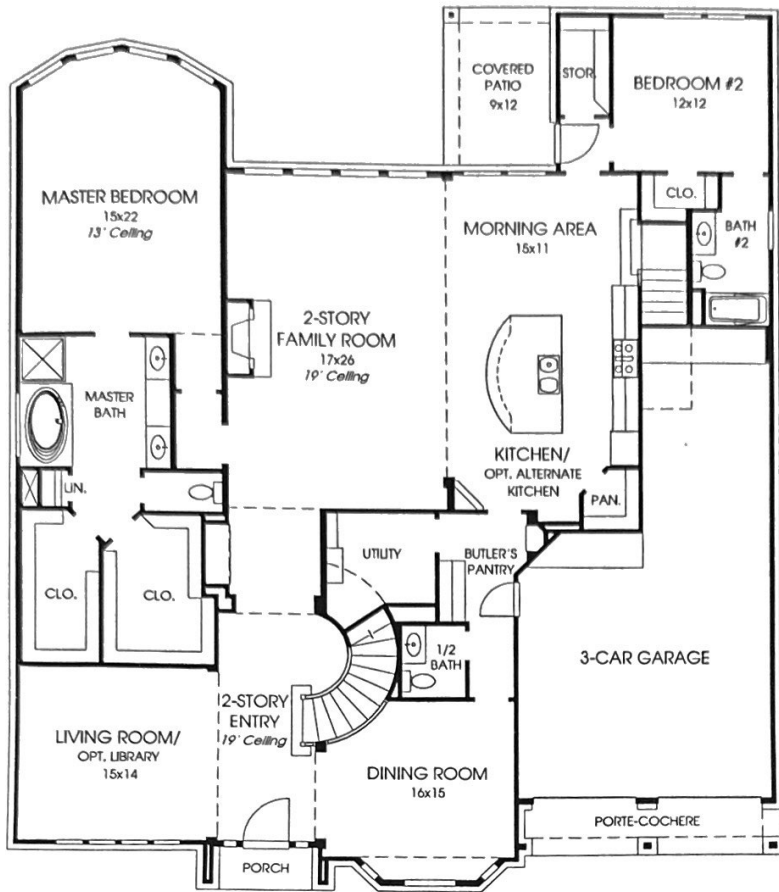 COVERED
PATIO
9x12
STOR.
BEDROOM #2
12x12
MASTER BEDROOM
15x22
13' Ceiling
CLO.
MORNING AREA
15x11
BATH
#2
2-STORY
FAMILY ROOM
17x26
19' Ceiling
MASTER
BATH
KITCHEN/
OPT. ALTERNATE
KITCHEN
LIN.
PAN.
UTILITY
BUTLER'S
PANTRY
CLO.
CLO.
1/2
BATH
3-CAR GARAGE
2-STORY
ENTRY
19' Ceiling
LIVING ROOM/
OPT. LIBRARY
15x14
DINING ROOM
16x15
PORTE-COCHERE
PORCH